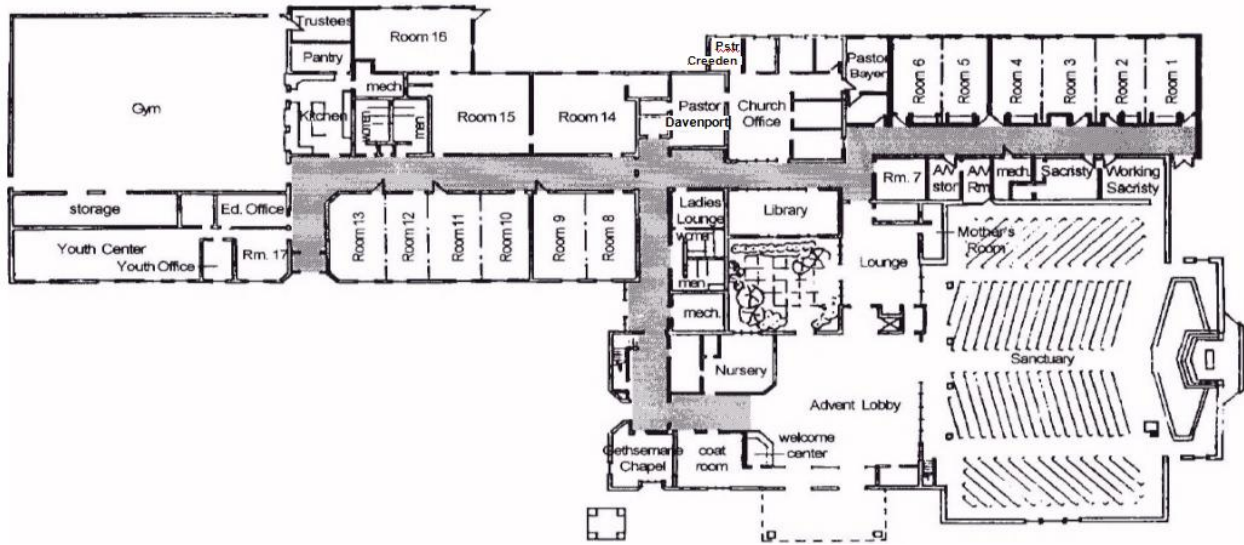 Trustees
Room 16
Pantry
mech.
Gym
Kitchen
women
men
Room 15
Room 14
Pstr
Creeden
Pastor
Davenport
Church
Office
Pastor
Bayer
Room 6
Room 5
Room 4
Room 3
Room 2
Room 1
storage
Ed. Office
Youth Center
Youth Office
Rm. 17
Room 13
Room 12
Room 11
Room 10
Room 9
Room 8
Ladies
Lounge
men
mech.
Library
Rm. 7
A/V
stor
A/V
Rm
mech.
Sacristy
Working
Sacristy
Mother's
Room
Lounge
Sanctuary
Nursery
Advent Lobby
Gethsemane
Chapel
coat
room
welcome
center